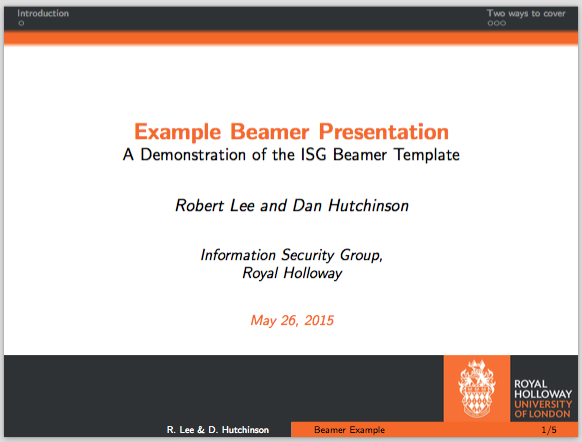 Introduction
Two ways to cover
Example Beamer Presentation
A Demonstration of the ISG Beamer Template
Robert Lee and Dan Hutchinson
Information Security Group,
Royal Holloway
May 26, 2015
ROYAL
HOLLOWAY
UNIVERSITY
OF LONDON
R. Lee & D. Hutchinson
Beamer Example
1/5